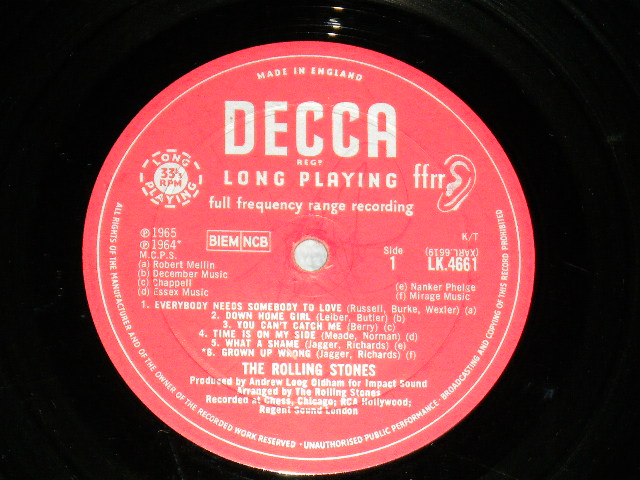 MADE IN ENGLAND
DECCA
REGD
LONG PLAYING
ffrr
full frequency range recording
LONG PLAYING
33⅓
RPM
℗ 1965
℗ 1964*
M.C.P.S.
BIEM NCB
Side
1
K/T
(XARL.6619)
LK.4661
(a) Robert Mellin
(b) December Music
(c) Chappell
(d) Essex Music
(e) Nanker Phelge
(f) Mirage Music
1. EVERYBODY NEEDS SOMEBODY TO LOVE (Russell, Burke, Wexler) (a)
2. DOWN HOME GIRL (Leiber, Butler) (b)
3. YOU CAN'T CATCH ME (Berry) (c)
4. TIME IS ON MY SIDE (Meade, Norman) (d)
5. WHAT A SHAME (Jagger, Richards) (e)
*6. GROWN UP WRONG (Jagger, Richards) (f)
THE ROLLING STONES
Produced by Andrew Loog Oldham for Impact Sound
Arranged by The Rolling Stones
Recorded at Chess, Chicago; RCA Hollywood;
Regent Sound London
ALL RIGHTS OF THE MANUFACTURER AND OF THE OWNER OF THE RECORDED WORK RESERVED · UNAUTHORISED PUBLIC PERFORMANCE · BROADCASTING AND COPYING OF THIS RECORD PROHIBITED